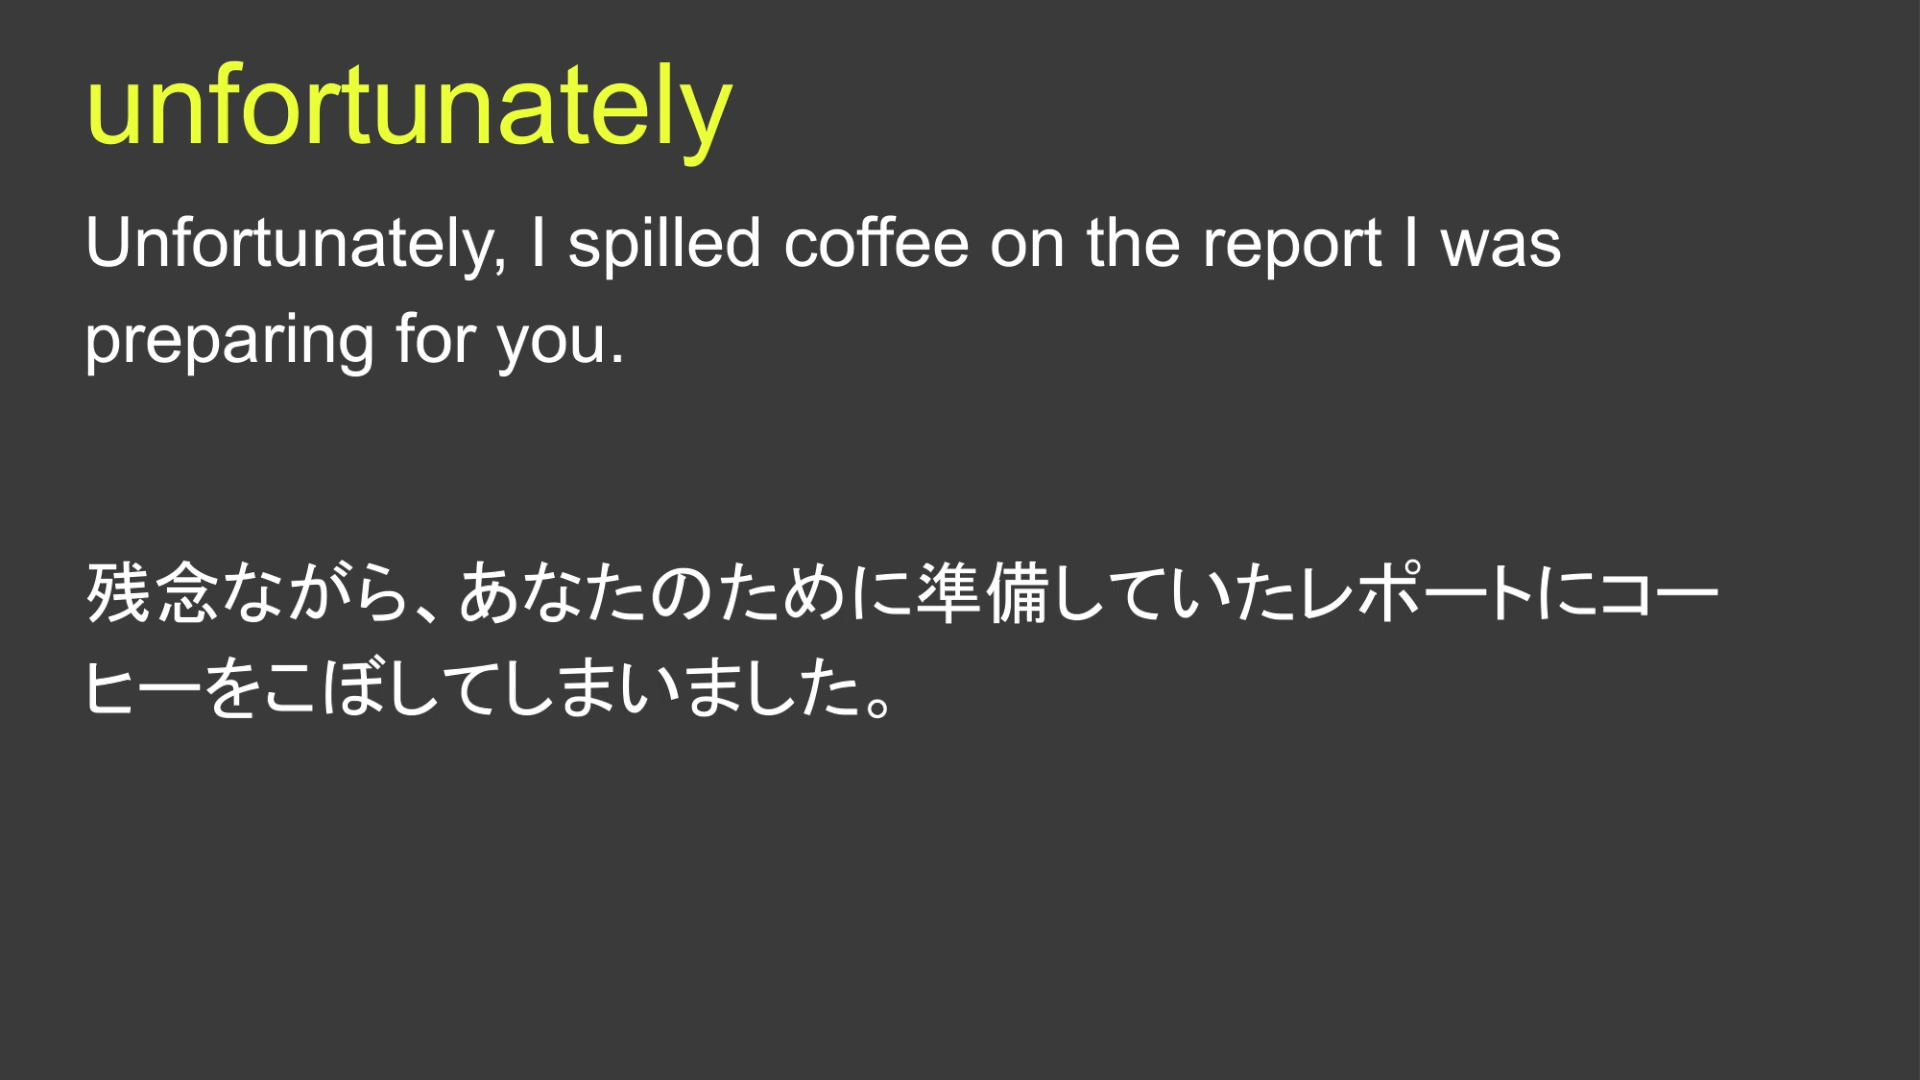 unfortunately
Unfortunately, I spilled coffee on the report I was
preparing for you.
残念ながら、あなたのために準備していたレポートにコー
ヒーをこぼしてしまいました。